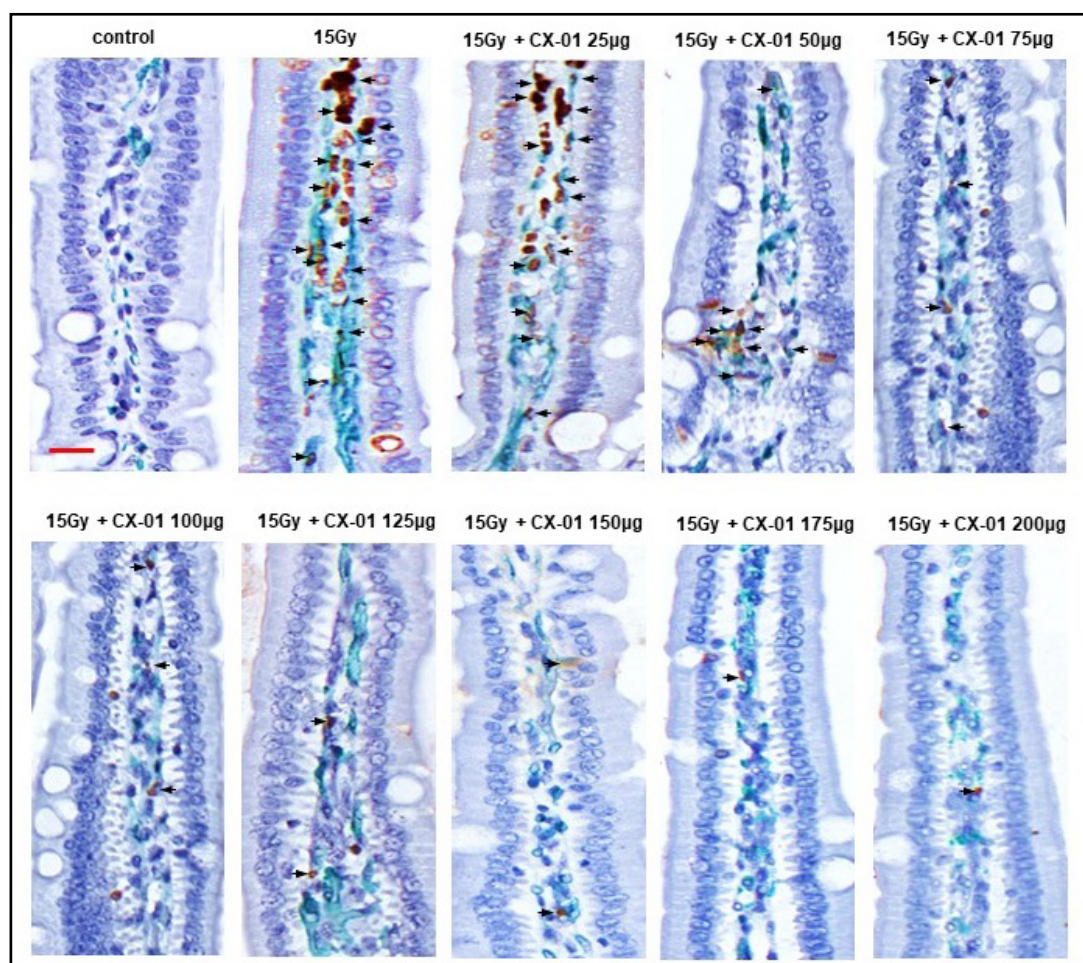 control
15Gy
15Gy + CX-01 25µg
15Gy + CX-01 50µg
15Gy + CX-01 75µg
15Gy + CX-01 100µg
15Gy + CX-01 125µg
15Gy + CX-01 150µg
15Gy + CX-01 175µg
15Gy + CX-01 200µg